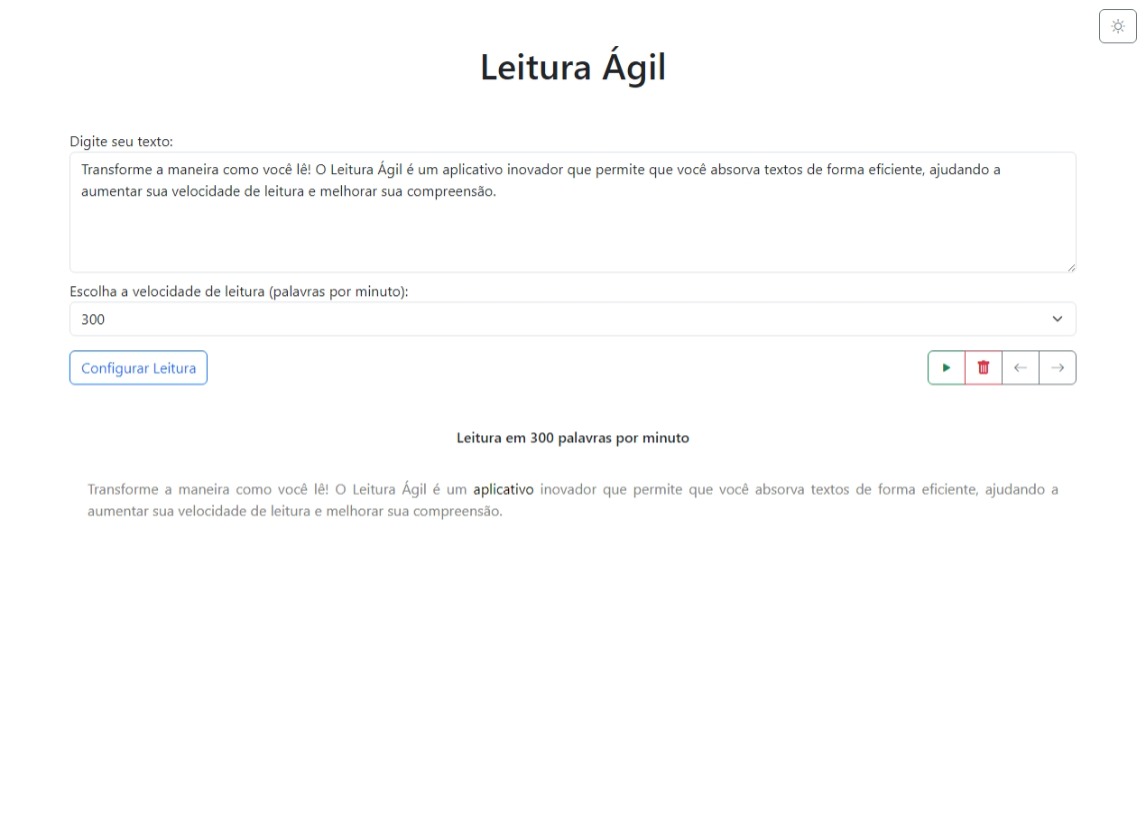 Leitura Ágil
Digite seu texto:
Transforme a maneira como você lê! O Leitura Ágil é um aplicativo inovador que permite que você absorva textos de forma eficiente, ajudando a
aumentar sua velocidade de leitura e melhorar sua compreensão.
Escolha a velocidade de leitura (palavras por minuto):
300
Configurar Leitura
Leitura em 300 palavras por minuto
Transforme a maneira como você lê! O Leitura Ágil é um aplicativo inovador que permite que você absorva textos de forma eficiente, ajudando a
aumentar sua velocidade de leitura e melhorar sua compreensão.